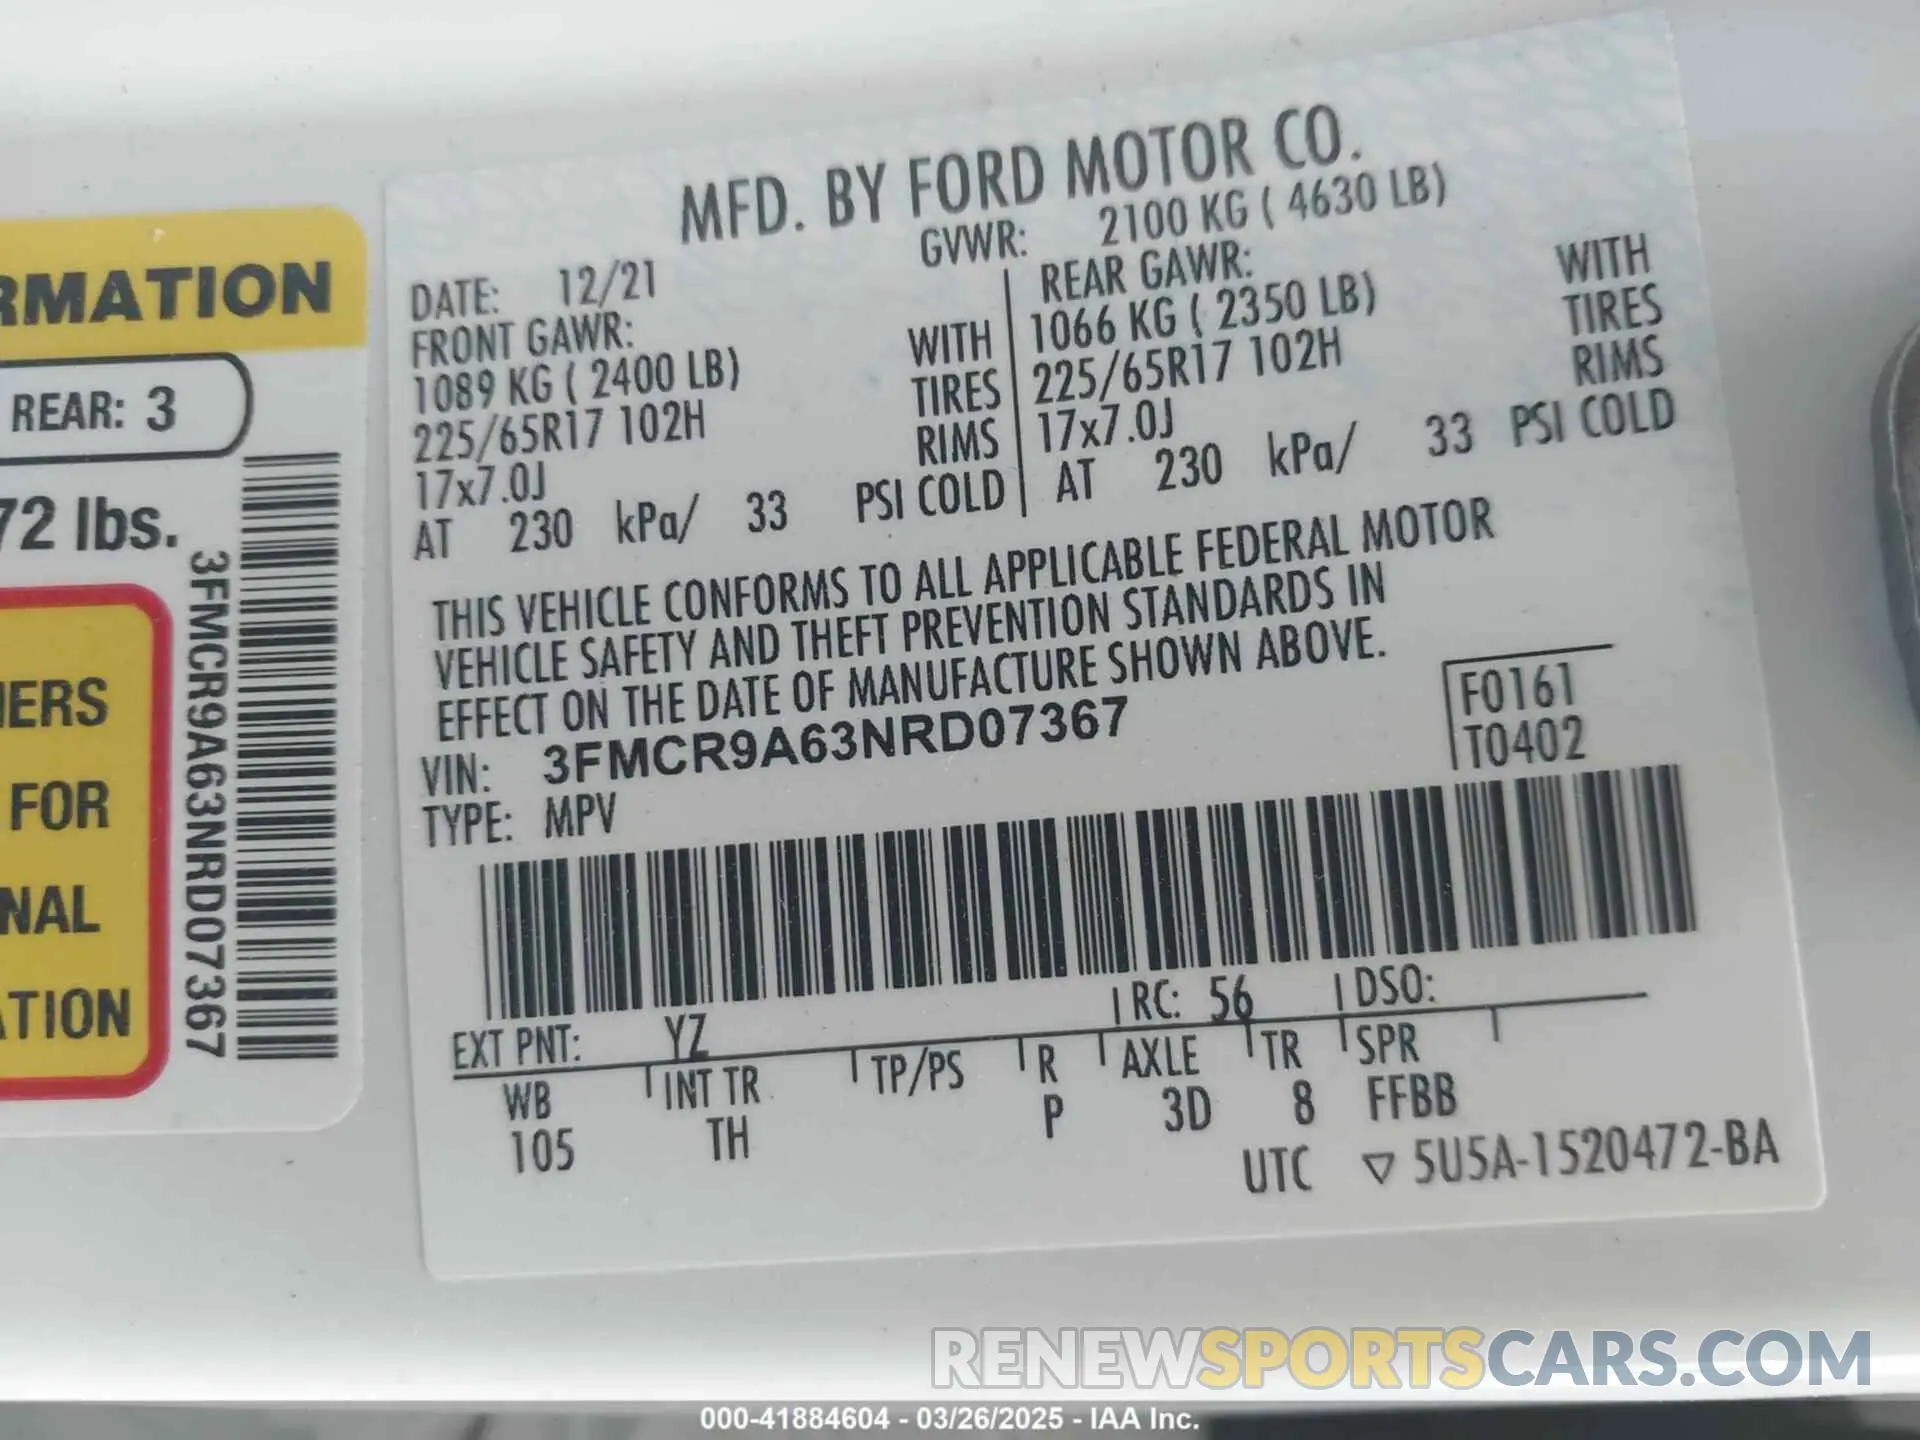 RMATION
REAR: 3
72 lbs.
IERS
FOR
NAL
ATION
3FMCR9A63NRD07367
MFD. BY FORD MOTOR CO.
GVWR: 2100 KG ( 4630 LB)
DATE: 12/21
FRONT GAWR:
1089 KG ( 2400 LB) WITH
225/65R17 102H TIRES
17x7.0J RIMS
AT 230 kPa/ 33 PSI COLD
REAR GAWR:
1066 KG ( 2350 LB) WITH
225/65R17 102H TIRES
17x7.0J RIMS
AT 230 kPa/ 33 PSI COLD
THIS VEHICLE CONFORMS TO ALL APPLICABLE FEDERAL MOTOR
VEHICLE SAFETY AND THEFT PREVENTION STANDARDS IN
EFFECT ON THE DATE OF MANUFACTURE SHOWN ABOVE.
VIN: 3FMCR9A63NRD07367
TYPE: MPV
F0161
T0402
EXT PNT: YZ RC: 56 DSO:
WB INT TR TP/PS R AXLE TR SPR
105 TH P 3D 8 FFBB
UTC ▽ 5U5A-1520472-BA
RENEWSPORTSCARS.COM
000-41884604 - 03/26/2025 - IAA Inc.